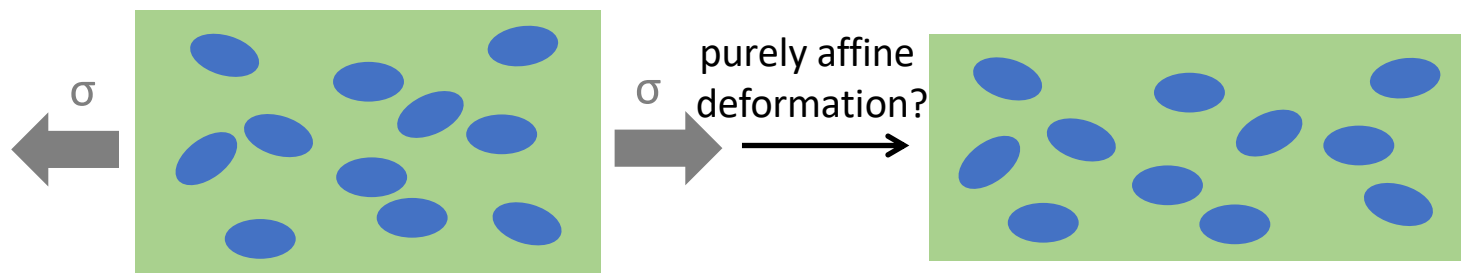 σ
σ
purely affine
deformation?